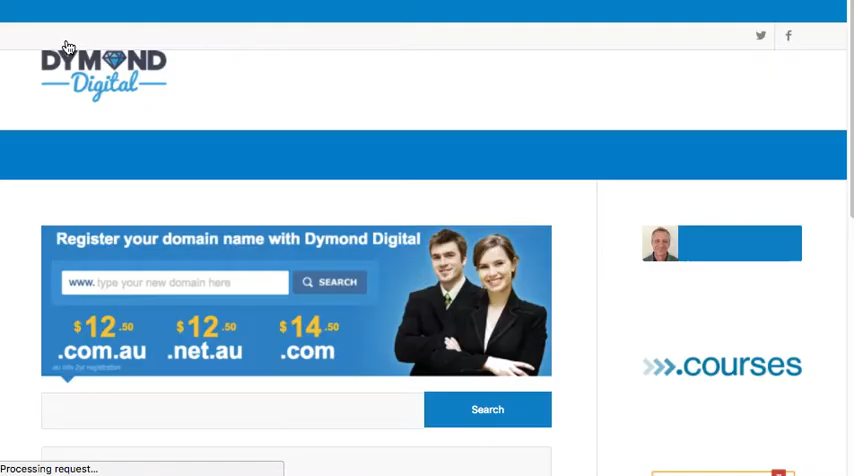 DYMOND
Digital
Register your domain name with Dymond Digital
www. type your new domain here
SEARCH
$12.50 $12.50 $14.50
.com.au .net.au .com
.courses
Search
Processing request...